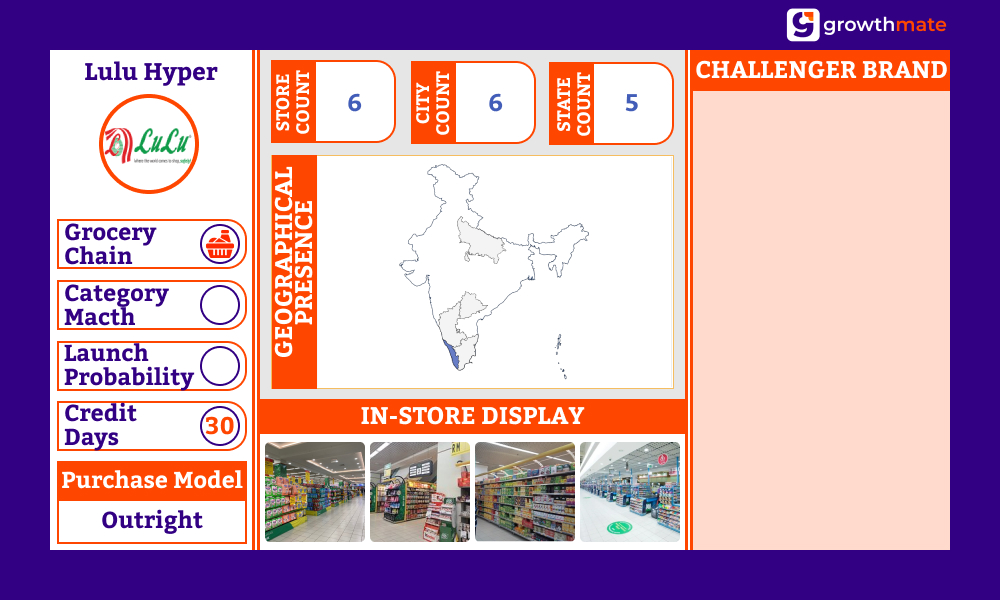 growthmate
Lulu Hyper
LuLu
where the world comes to shop, safely!
Grocery
Chain
Category
Macth
Launch
Probability
Credit
Days
30
Purchase Model
Outright
STORE
COUNT
6
CITY
COUNT
6
STATE
COUNT
5
GEOGRAPHICAL
PRESENCE
IN-STORE DISPLAY
CHALLENGER BRAND